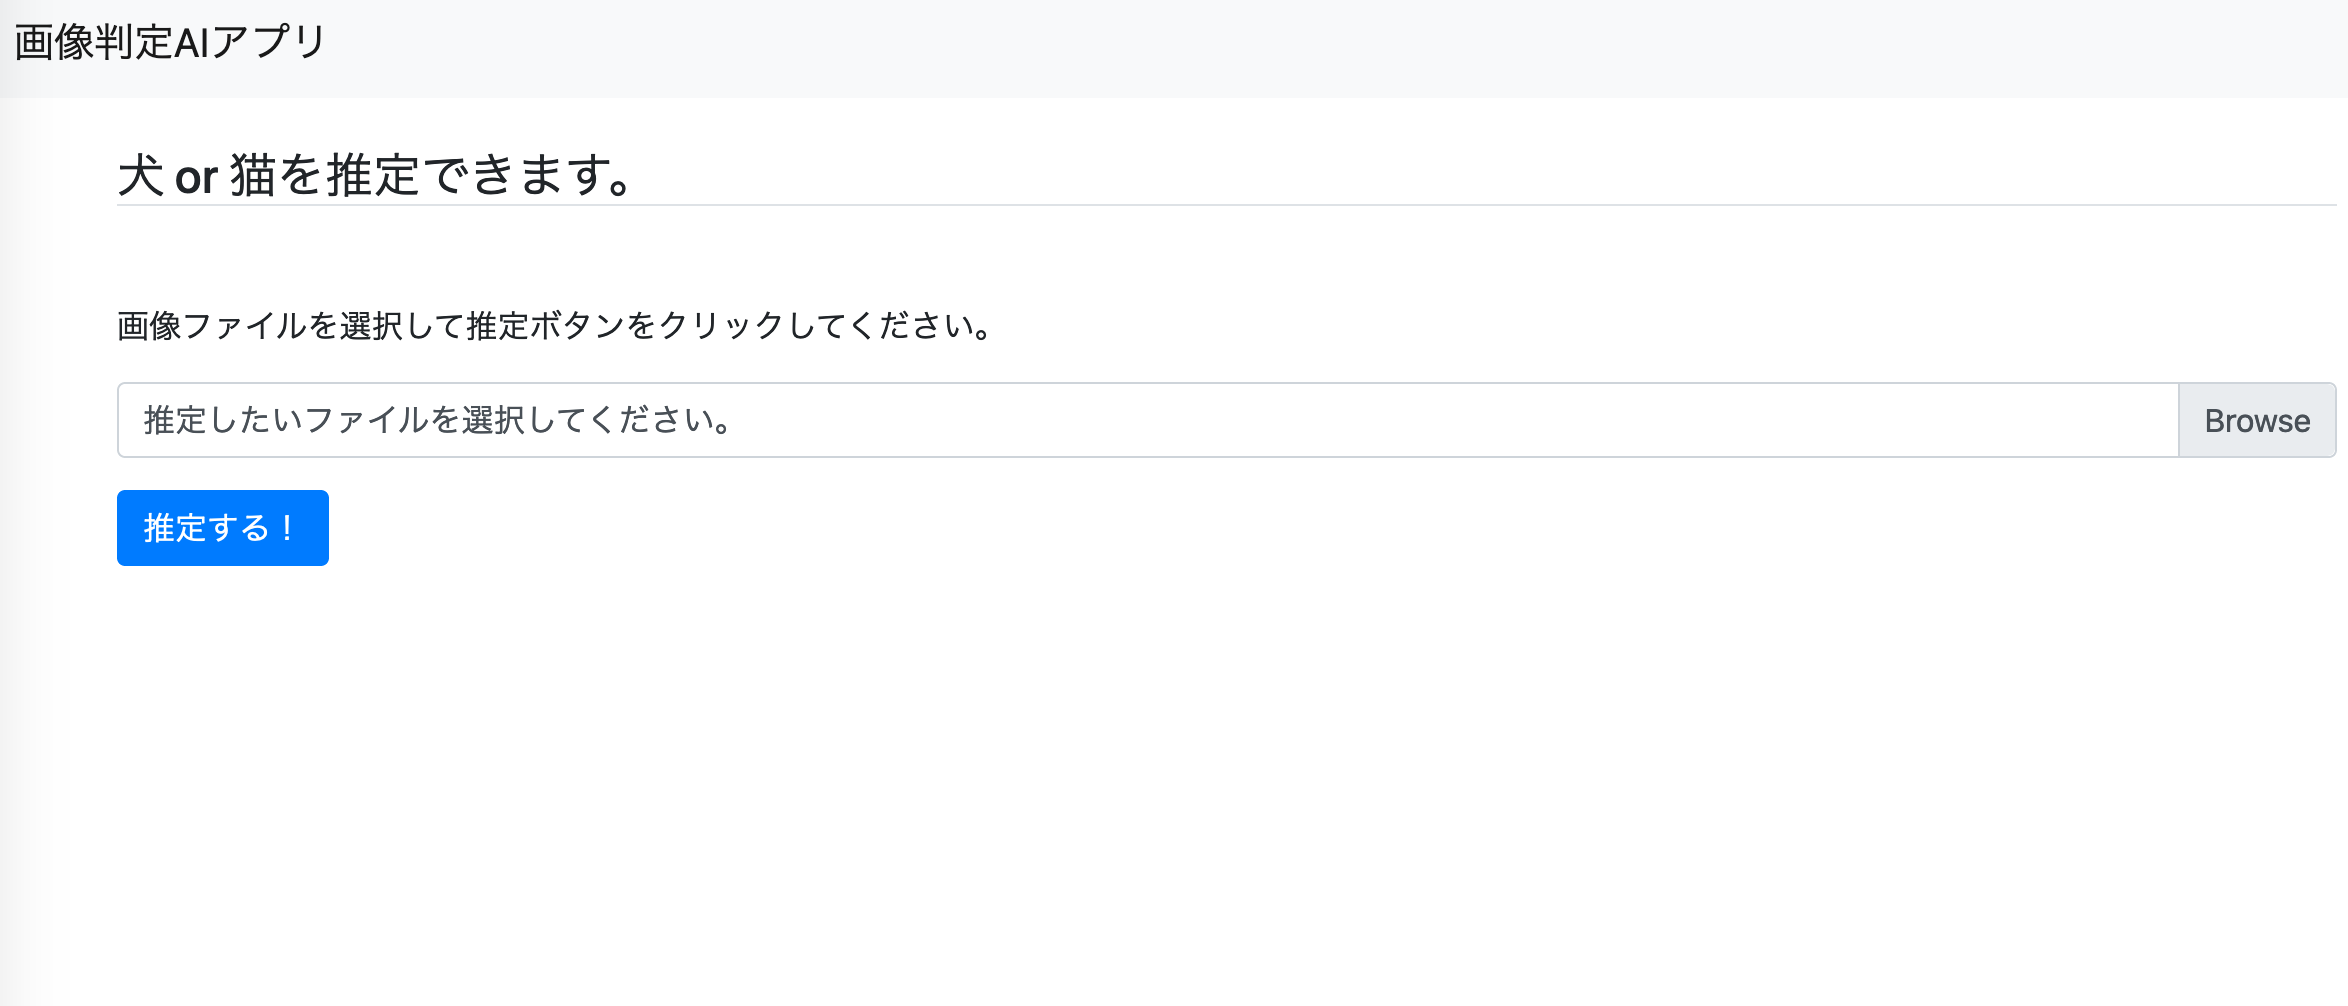 画像判定AIアプリ
犬 or 猫を推定できます。
画像ファイルを選択して推定ボタンをクリックしてください。
推定したいファイルを選択してください。
Browse
推定する！